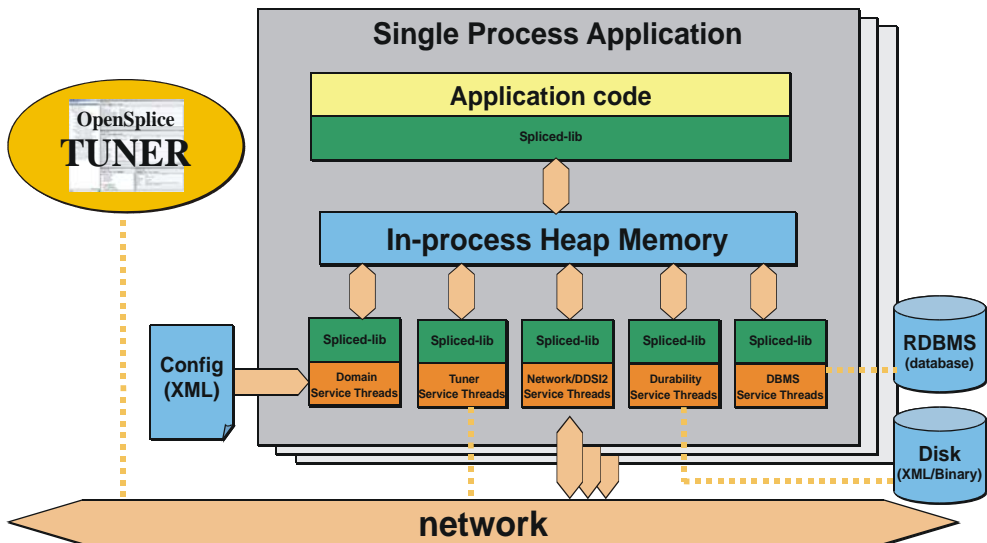 Single Process Application
Application code
Spliced-lib
OpenSplice
TUNER
In-process Heap Memory
Config
(XML)
Spliced-lib
Domain
Service Threads
Spliced-lib
Tuner
Service Threads
Spliced-lib
Network/DDSI2
Service Threads
Spliced-lib
Durability
Service Threads
Spliced-lib
DBMS
Service Threads
RDBMS
(database)
Disk
(XML/Binary)
network